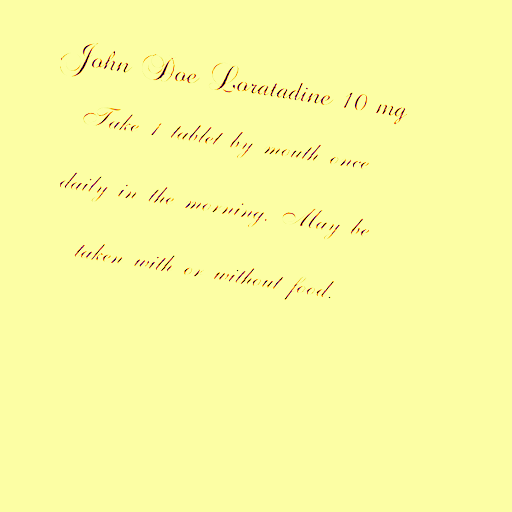 John Doe Loratadine 10 mg
Take 1 tablet by mouth once
daily in the morning. May be
taken with or without food.